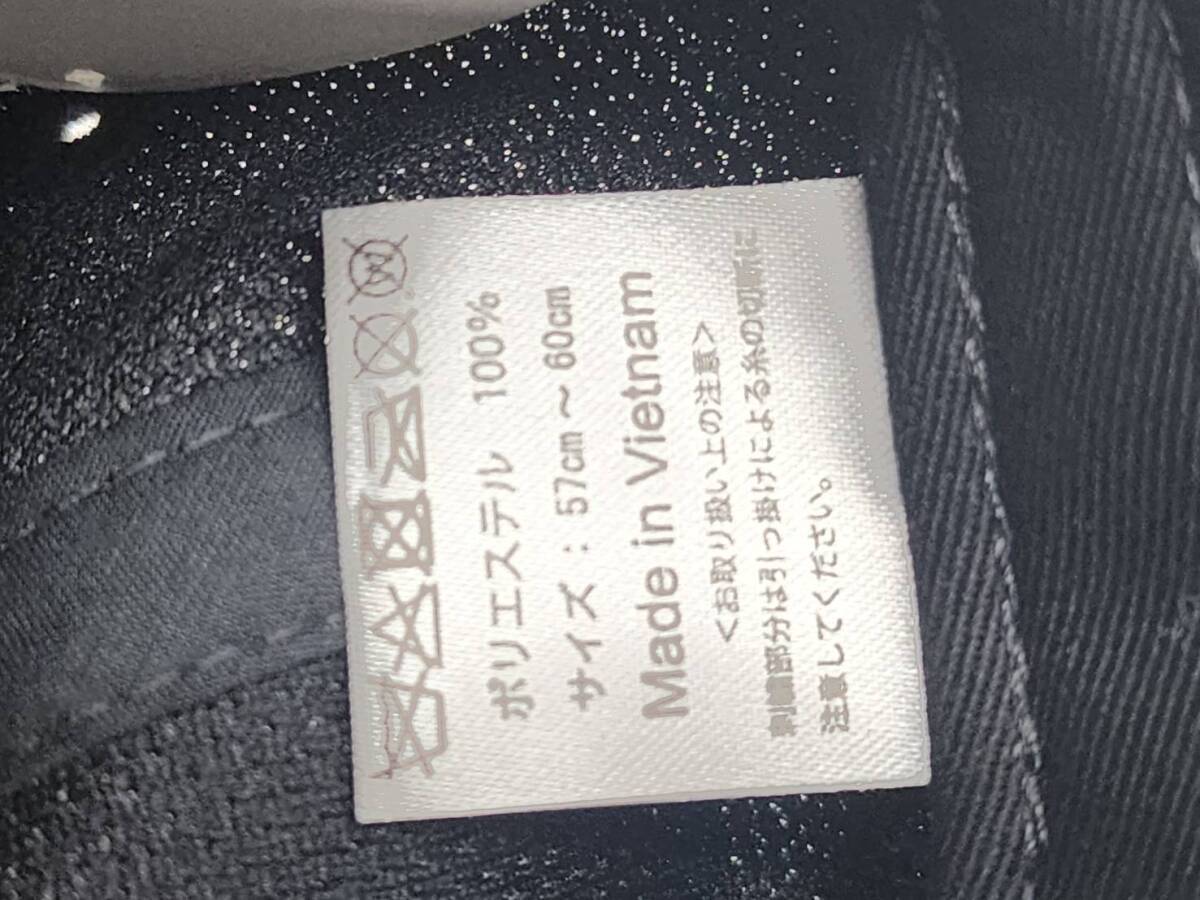 ポリエステル 100%
サイズ：57cm～60cm
Made in Vietnam
＜お取り扱い上の注意＞
刺繍部分は引っ掛けによる糸の切断に
注意してください。